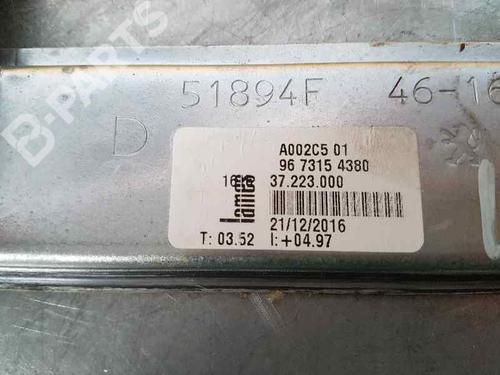 B-PARTS
51894F 46-16
D
A002C5 01
96 7315 4380
37.223.000
lames
21/12/2016
T: 03.52 I:+04.97